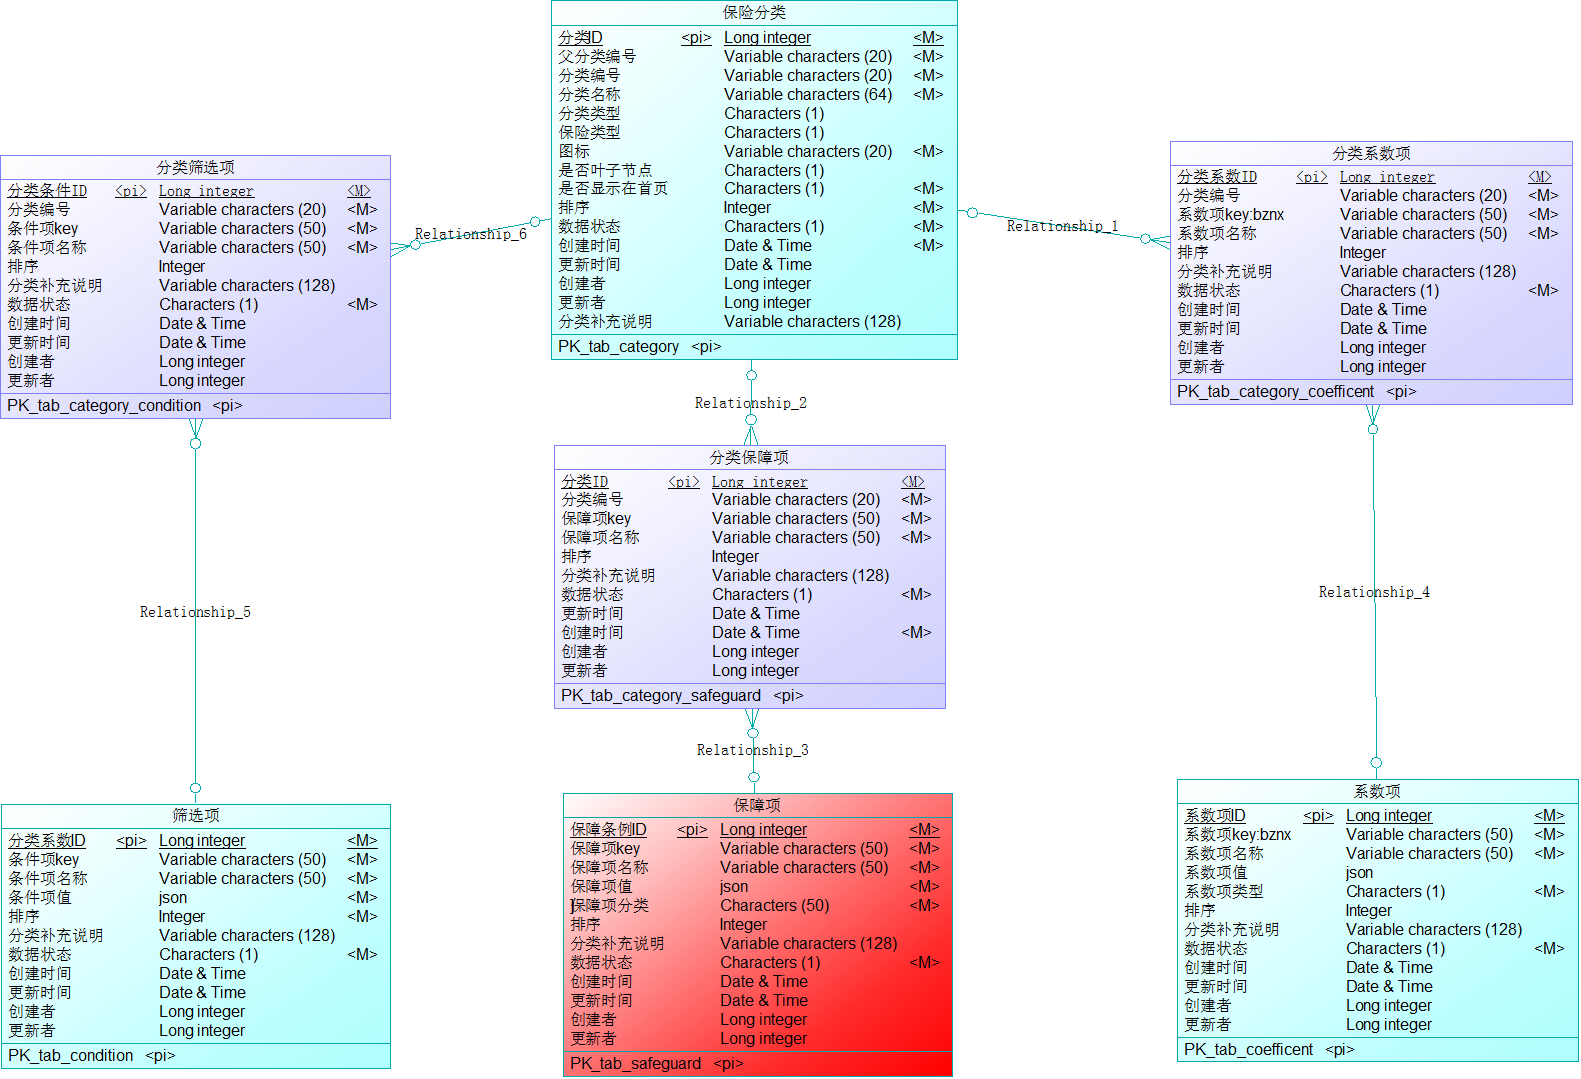 保险分类
分类ID <pi> Long integer <M>
父分类编号 Variable characters (20) <M>
分类编号 Variable characters (20) <M>
分类名称 Variable characters (64) <M>
分类类型 Characters (1)
保险类型 Characters (1)
图标 Variable characters (20) <M>
是否叶子节点 Characters (1)
是否显示在首页 Characters (1) <M>
排序 Integer <M>
数据状态 Characters (1) <M>
创建时间 Date & Time <M>
更新时间 Date & Time
创建者 Long integer
更新者 Long integer
分类补充说明 Variable characters (128)
PK_tab_category <pi>
分类筛选项
分类条件ID <pi> Long integer <M>
分类编号 Variable characters (20) <M>
条件项key Variable characters (50) <M>
条件项名称 Variable characters (50) <M>
排序 Integer
分类补充说明 Variable characters (128)
数据状态 Characters (1) <M>
创建时间 Date & Time
更新时间 Date & Time
创建者 Long integer
更新者 Long integer
PK_tab_category_condition <pi>
Relationship_6
Relationship_1
分类系数项
分类系数ID <pi> Long integer <M>
分类编号 Variable characters (20) <M>
系数项key:bznx Variable characters (50) <M>
系数项名称 Variable characters (50) <M>
排序 Integer
分类补充说明 Variable characters (128)
数据状态 Characters (1) <M>
创建时间 Date & Time
更新时间 Date & Time
创建者 Long integer
更新者 Long integer
PK_tab_category_coefficent <pi>
Relationship_2
分类保障项
分类ID <pi> Long integer <M>
分类编号 Variable characters (20) <M>
保障项key Variable characters (50) <M>
保障项名称 Variable characters (50) <M>
排序 Integer
分类补充说明 Variable characters (128)
数据状态 Characters (1) <M>
更新时间 Date & Time
创建时间 Date & Time <M>
创建者 Long integer
更新者 Long integer
PK_tab_category_safeguard <pi>
Relationship_5
Relationship_4
Relationship_3
筛选项
分类系数ID <pi> Long integer <M>
条件项key Variable characters (50) <M>
条件项名称 Variable characters (50) <M>
条件项值 json <M>
排序 Integer <M>
分类补充说明 Variable characters (128)
数据状态 Characters (1) <M>
创建时间 Date & Time
更新时间 Date & Time
创建者 Long integer
更新者 Long integer
PK_tab_condition <pi>
保障项
保障条例ID <pi> Long integer <M>
保障项key Variable characters (50) <M>
保障项名称 Variable characters (50) <M>
保障项值 json <M>
保障项分类 Characters (50) <M>
排序 Integer
分类补充说明 Variable characters (128)
数据状态 Characters (1) <M>
创建时间 Date & Time
更新时间 Date & Time
创建者 Long integer
更新者 Long integer
PK_tab_safeguard <pi>
系数项
系数项ID <pi> Long integer <M>
系数项key:bznx Variable characters (50) <M>
系数项名称 Variable characters (50) <M>
系数项值 json
系数项类型 Characters (1) <M>
排序 Integer
分类补充说明 Variable characters (128)
数据状态 Characters (1) <M>
创建时间 Date & Time
更新时间 Date & Time
创建者 Long integer
更新者 Long integer
PK_tab_coefficent <pi>